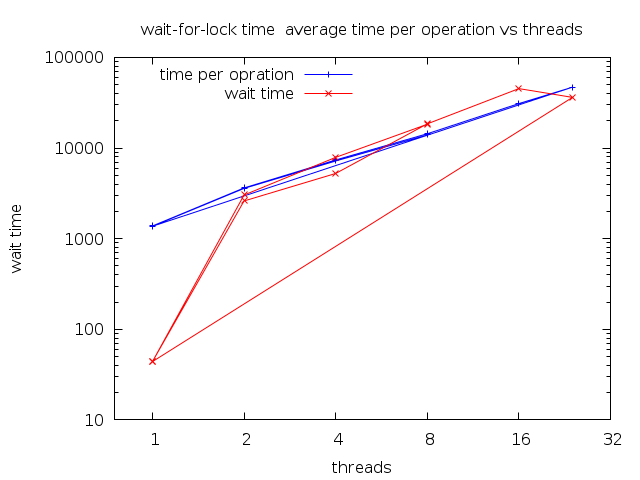 wait-for-lock time  average time per operation vs threads
100000
10000
1000
100
10
time per opration
wait time
wait time
1 2 4 8 16 32
threads